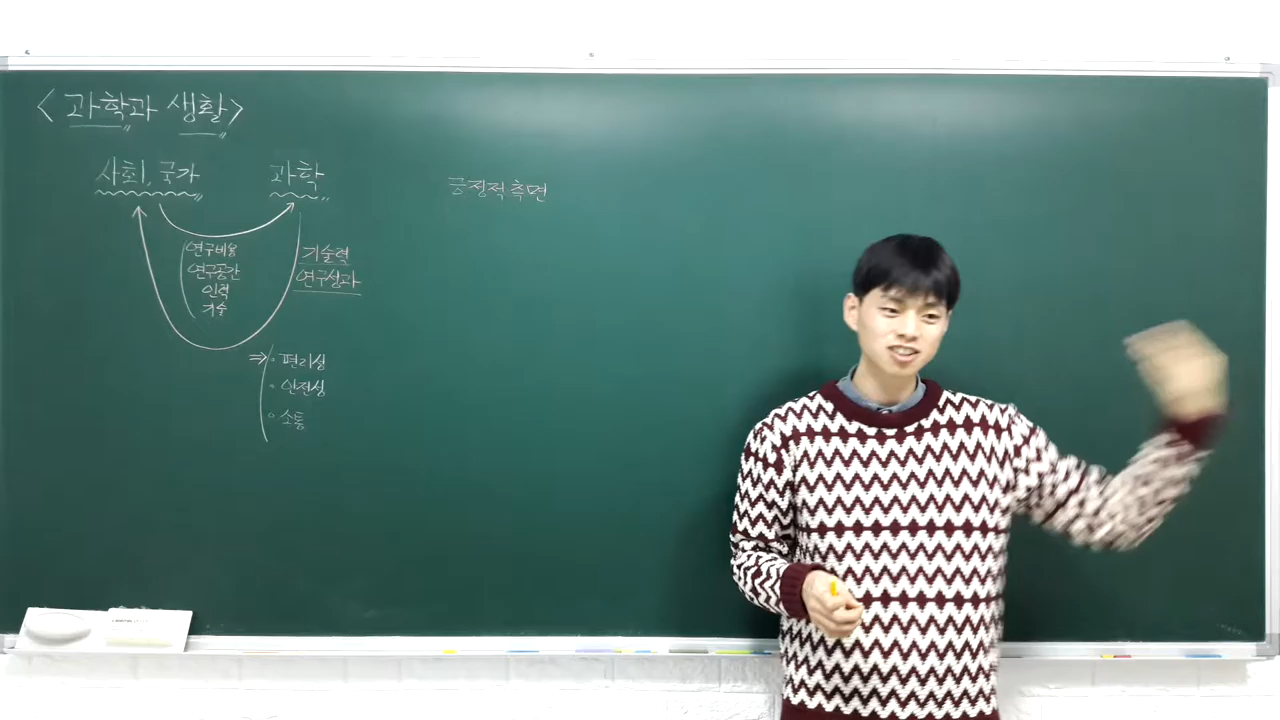 <과학과 생활>
사회, 국가
과학
긍정적 측면
연구비용
연구공간
인력
기술
기술력
연구성과
⇒ ◦ 편리성
◦ 안전성
◦ 소통